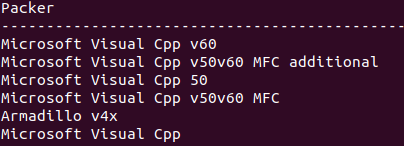 Packer
--------------------------------------------------
Microsoft Visual Cpp v60
Microsoft Visual Cpp v50v60 MFC additional
Microsoft Visual Cpp 50
Microsoft Visual Cpp v50v60 MFC
Armadillo v4x
Microsoft Visual Cpp